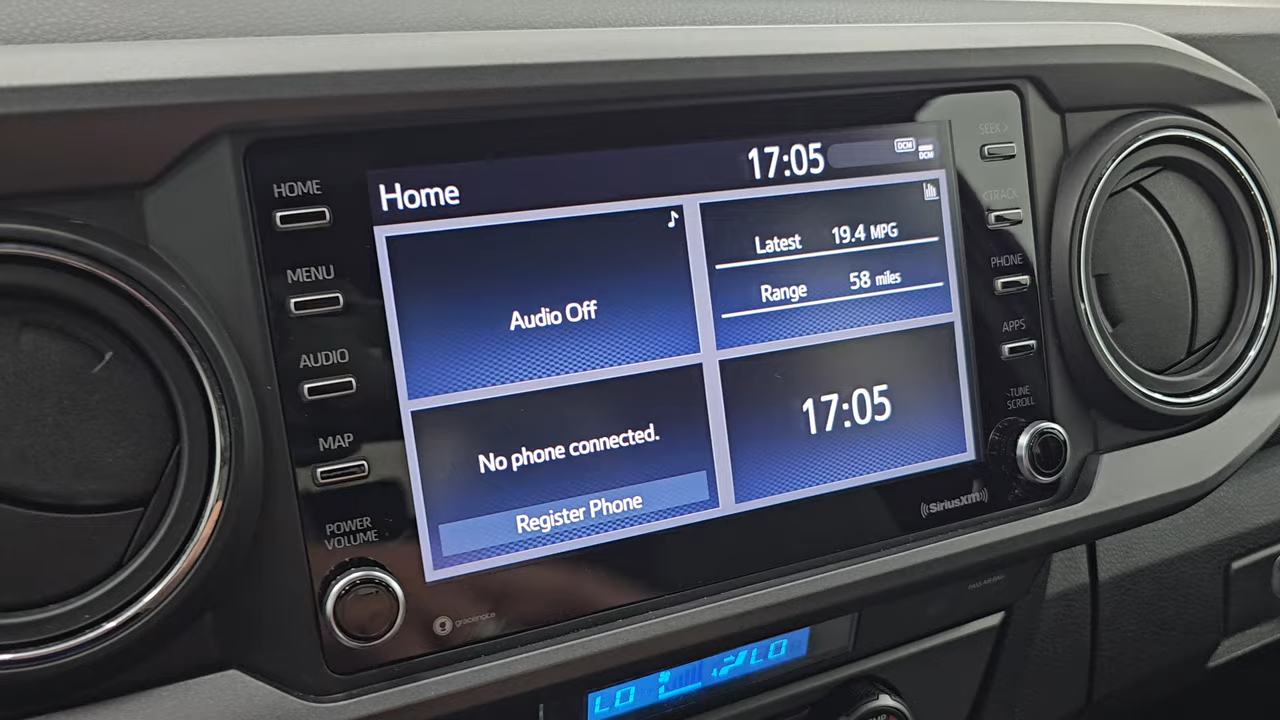 HOME
MENU
AUDIO
MAP
POWER
VOLUME
Home
17:05
DCM
DCM
Audio Off
Latest 19.4 MPG
Range 58 miles
No phone connected.
Register Phone
17:05
SEEK >
<TRACK
PHONE
APPS
TUNE
SCROLL
SiriusXM
gracenote
LO
LO